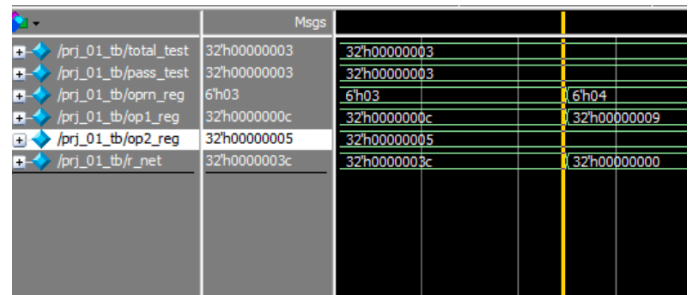 Msgs
/prj_01_tb/total_test 32'h00000003 32'h00000003
/prj_01_tb/pass_test 32'h00000003 32'h00000003
/prj_01_tb/oprn_reg 6'h03 6'h03 6'h04
/prj_01_tb/op1_reg 32'h0000000c 32'h0000000c 32'h00000009
/prj_01_tb/op2_reg 32'h00000005 32'h00000005
/prj_01_tb/r_net 32'h0000003c 32'h0000003c 32'h00000000